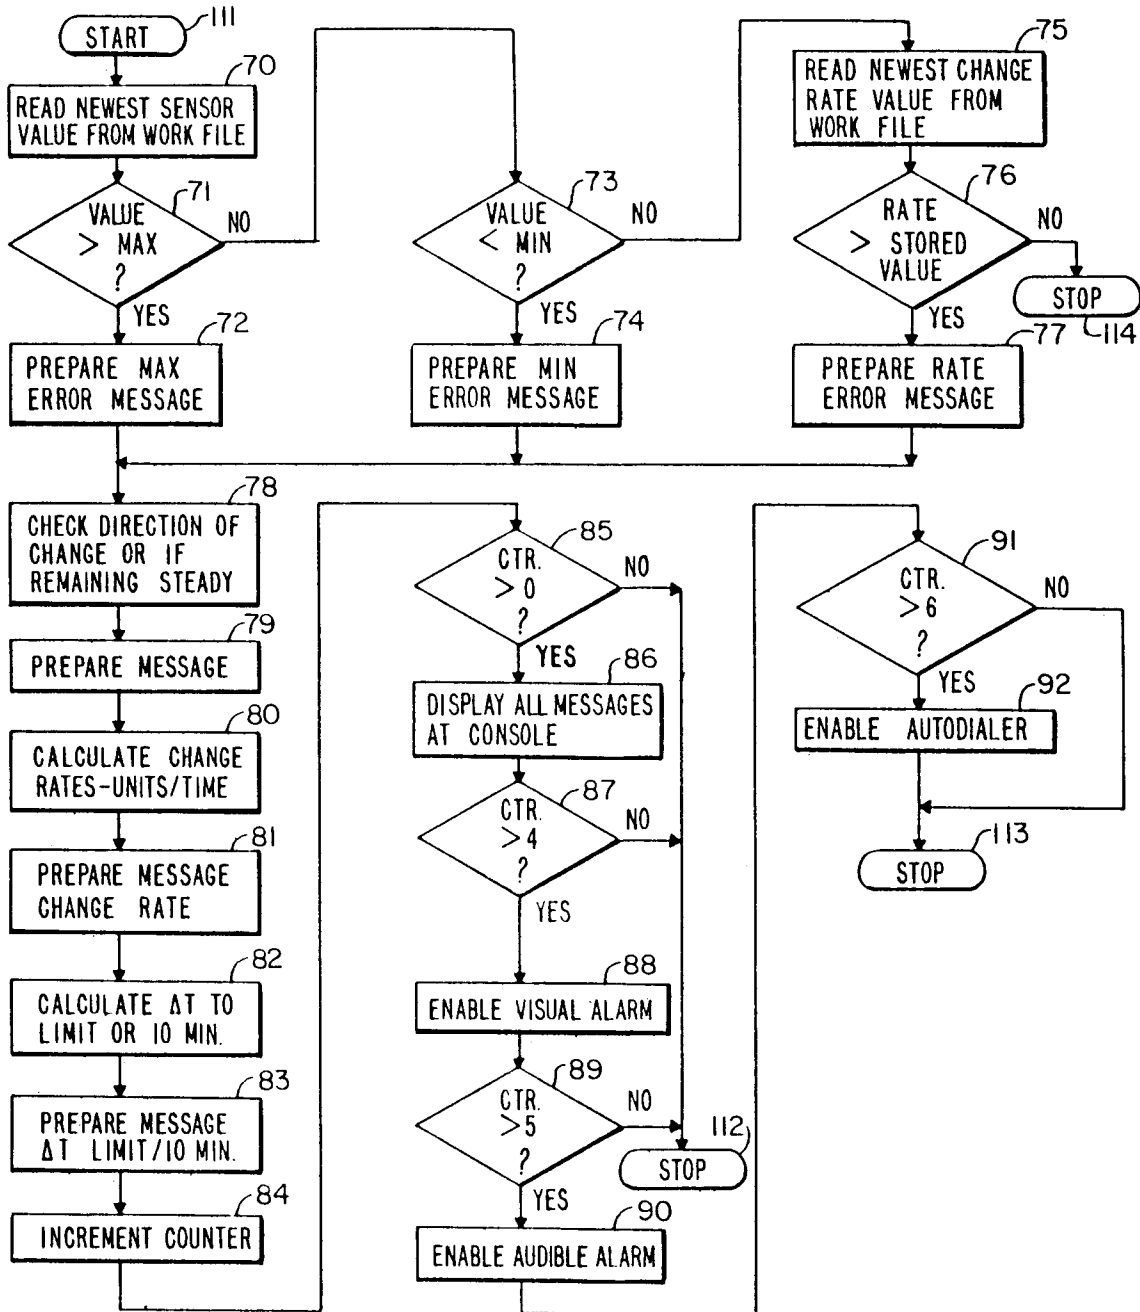 START
111
70
READ NEWEST SENSOR
VALUE FROM WORK FILE
71
VALUE
> MAX
?
NO
YES
72
PREPARE MAX
ERROR MESSAGE
73
VALUE
< MIN
?
NO
YES
74
PREPARE MIN
ERROR MESSAGE
75
READ NEWEST CHANGE
RATE VALUE FROM
WORK FILE
76
RATE
> STORED
VALUE
NO
STOP
114
YES
77
PREPARE RATE
ERROR MESSAGE
78
CHECK DIRECTION OF
CHANGE OR IF
REMAINING STEADY
79
PREPARE MESSAGE
80
CALCULATE CHANGE
RATES-UNITS/TIME
81
PREPARE MESSAGE
CHANGE RATE
82
CALCULATE ΔT TO
LIMIT OR 10 MIN.
83
PREPARE MESSAGE
ΔT LIMIT/10 MIN.
84
INCREMENT COUNTER
85
CTR.
> 0
?
NO
YES
86
DISPLAY ALL MESSAGES
AT CONSOLE
87
CTR.
> 4
?
NO
YES
88
ENABLE VISUAL ALARM
89
CTR.
> 5
?
NO
112
STOP
YES
90
ENABLE AUDIBLE ALARM
91
CTR.
> 6
?
NO
YES
92
ENABLE AUTODIALER
113
STOP